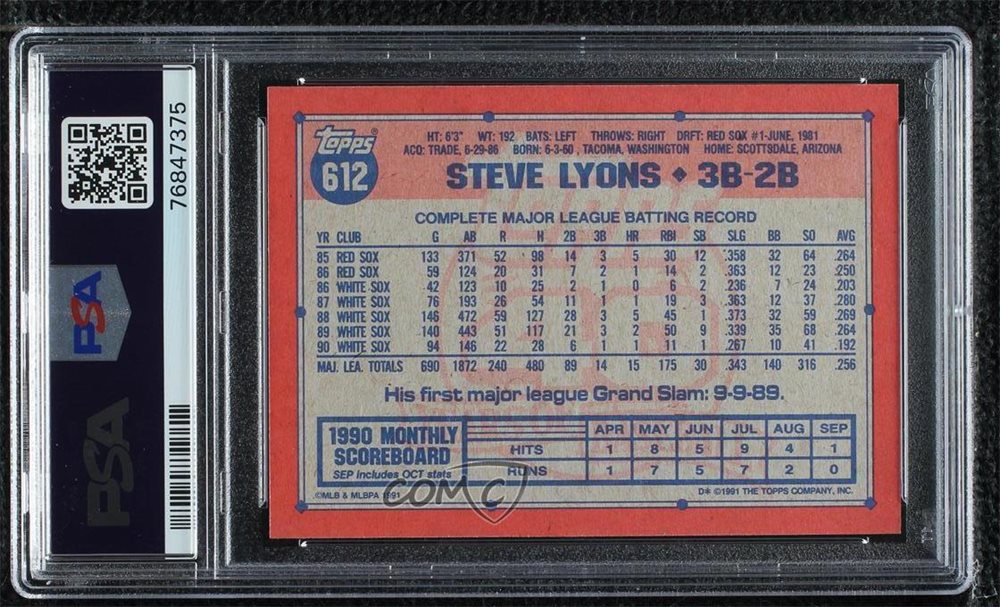 76847375
PSA
PSA
Topps®
612
HT: 6'3" WT: 192 BATS: LEFT THROWS: RIGHT DRFT: RED SOX #1-JUNE, 1981
ACQ: TRADE, 6-29-86 BORN: 6-3-60, TACOMA, WASHINGTON HOME: SCOTTSDALE, ARIZONA
STEVE LYONS ♦ 3B-2B
COMPLETE MAJOR LEAGUE BATTING RECORD
YR CLUB G AB R H 2B 3B HR RBI SB SLG BB SO AVG
85 RED SOX 133 371 52 98 14 3 5 30 12 .358 32 64 .264
86 RED SOX 59 124 20 31 7 2 1 14 2 .363 12 23 .250
86 WHITE SOX 42 123 10 25 2 1 0 6 2 .236 7 24 .203
87 WHITE SOX 76 193 26 54 11 1 1 19 3 .363 12 37 .280
88 WHITE SOX 146 472 59 127 28 3 5 45 1 .373 32 59 .269
89 WHITE SOX 140 443 51 117 21 3 2 50 9 .339 35 68 .264
90 WHITE SOX 94 146 22 28 6 1 1 11 1 .267 10 41 .192
MAJ. LEA. TOTALS 690 1872 240 480 89 14 15 175 30 .343 140 316 .256
His first major league Grand Slam: 9-9-89.
1990 MONTHLY SCOREBOARD
SEP includes OCT stats
APR MAY JUN JUL AUG SEP
HITS 1 8 5 9 4 1
RUNS 1 7 5 7 2 0
©MLB & MLBPA 1991
D* ©1991 THE TOPPS COMPANY, INC.
COMC